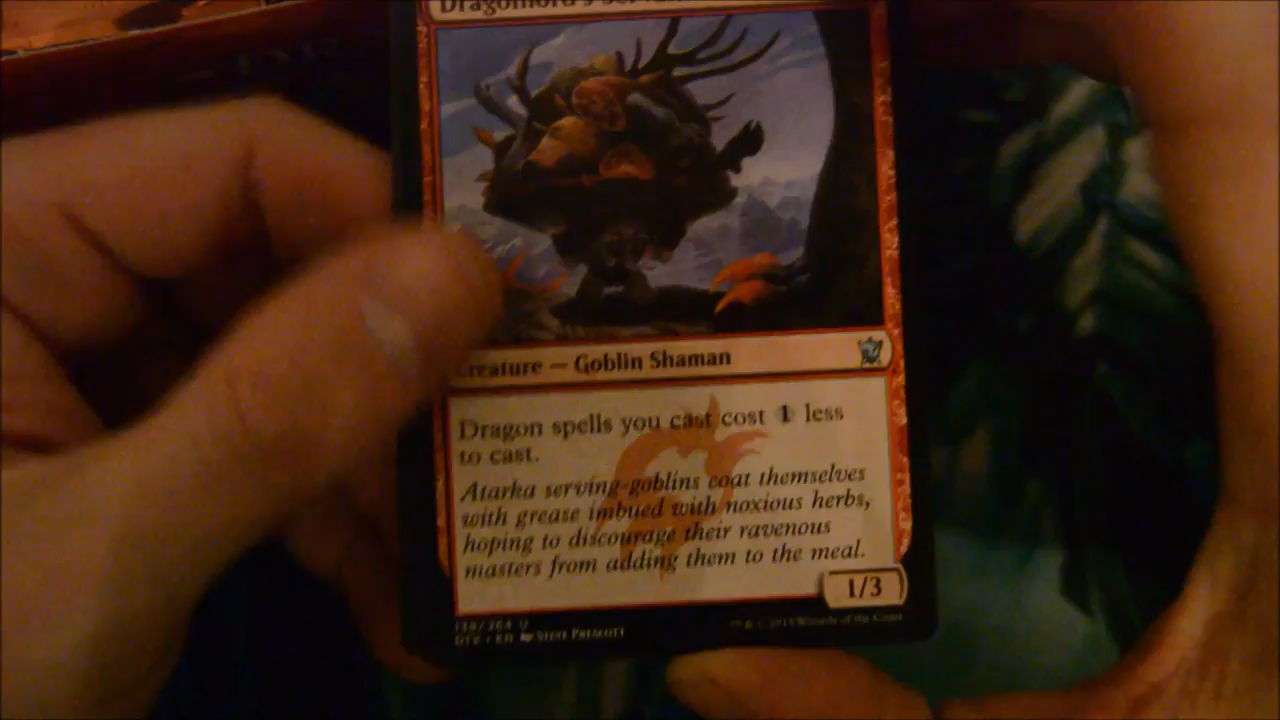 Dragonlord's Servant
Creature — Goblin Shaman
Dragon spells you cast cost 1 less
to cast.
Atarka serving-goblins coat themselves
with grease imbued with noxious herbs,
hoping to discourage their ravenous
masters from adding them to the meal.
1/3
138/264 U
DTK • EN Steve Prescott
™ & © 2015 Wizards of the Coast